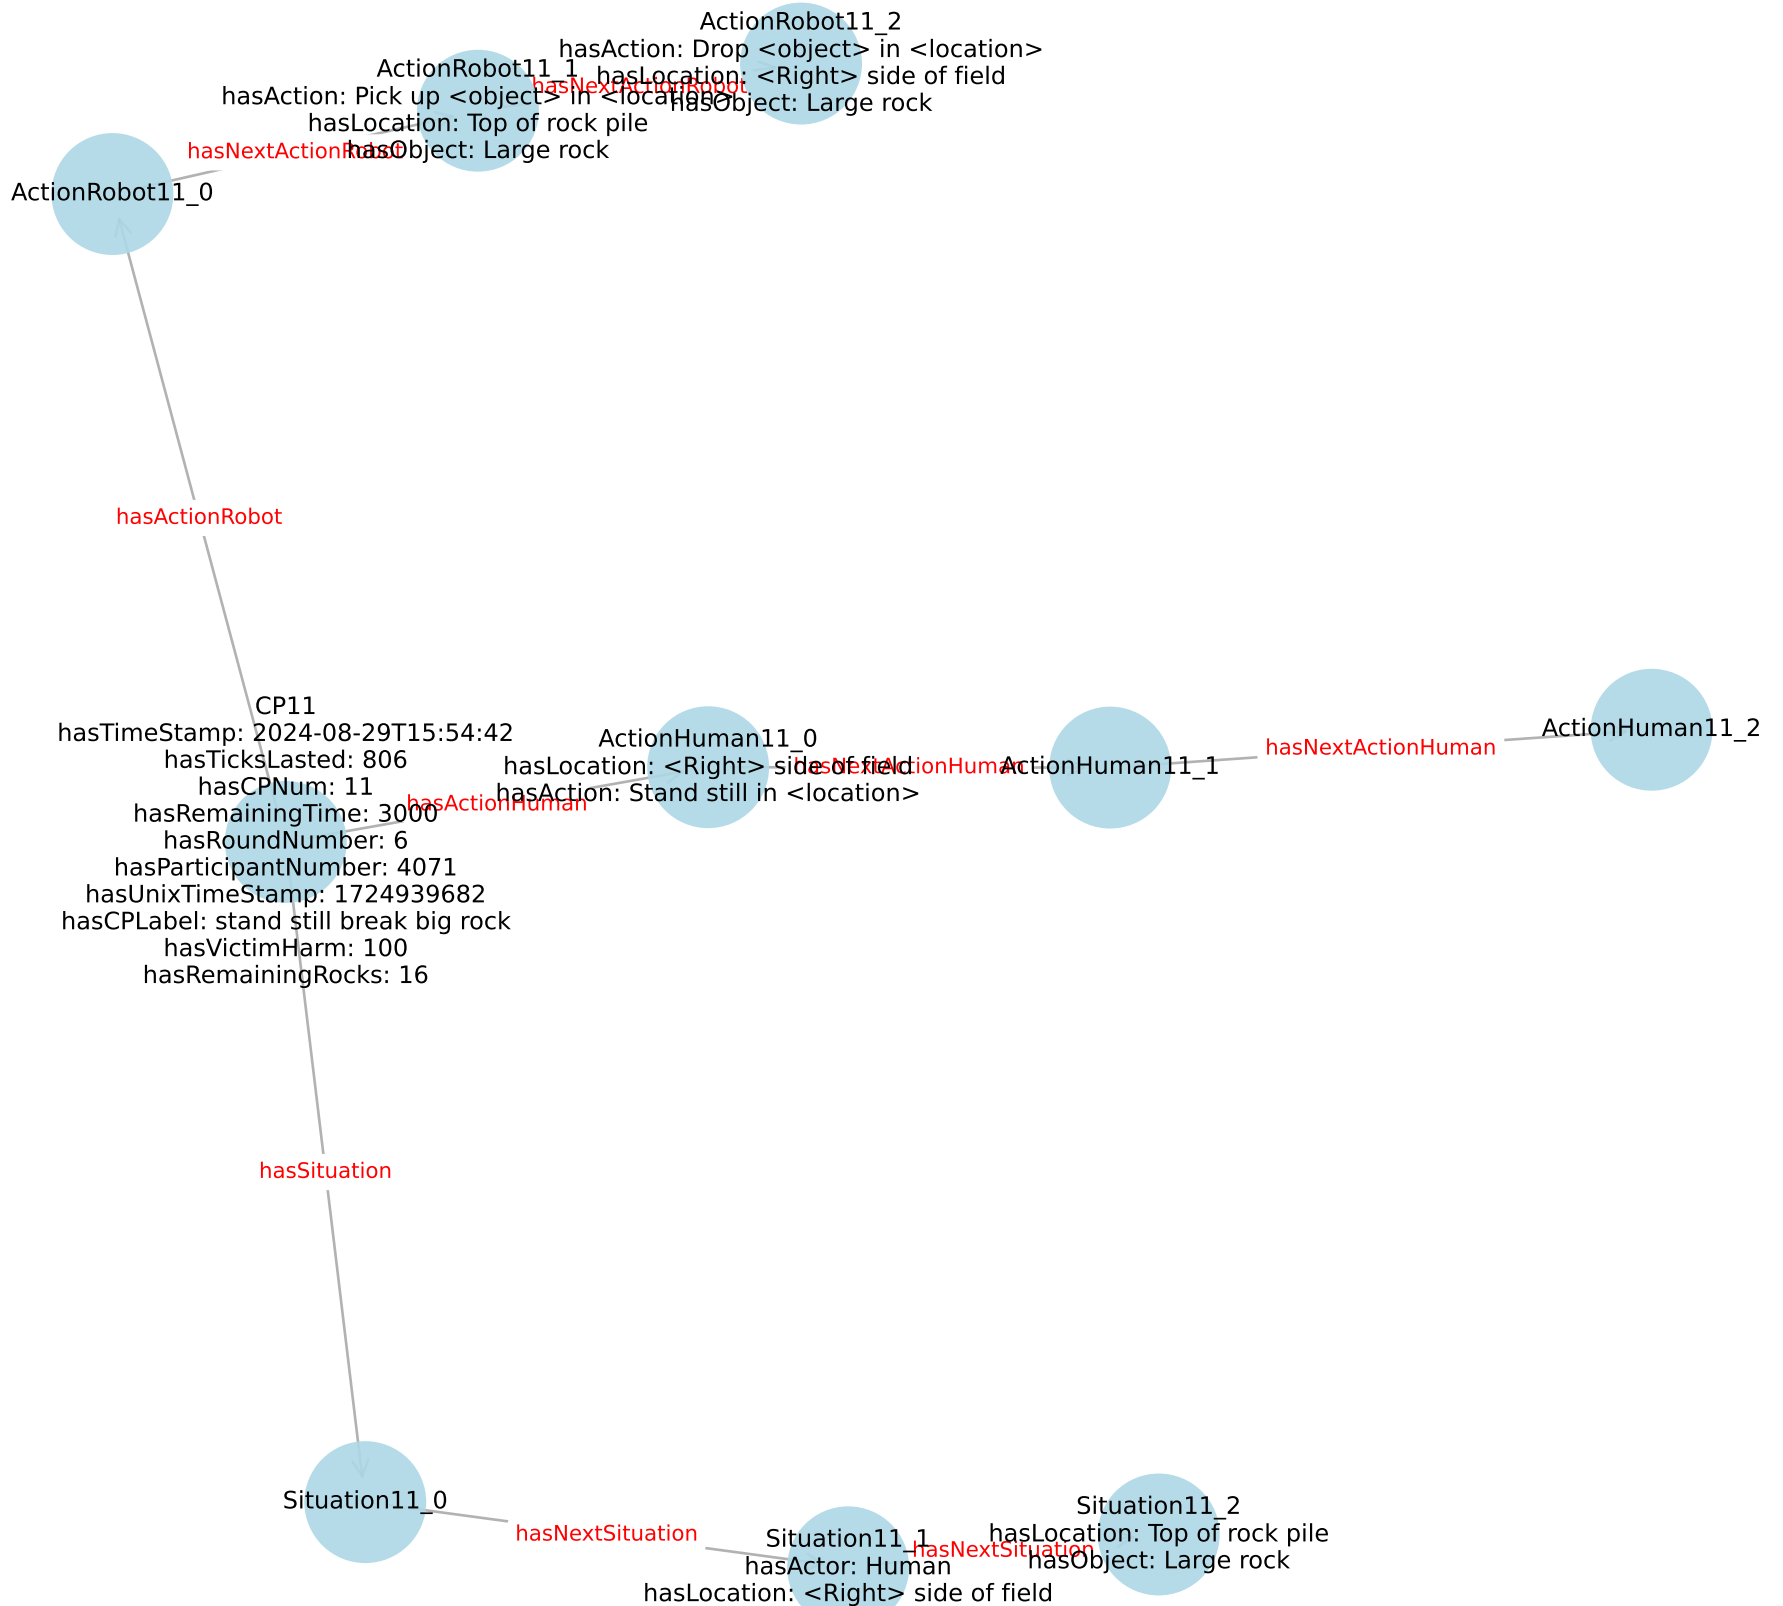 ActionRobot11_2
hasAction: Drop <object> in <location>
hasLocation: <Right> side of field
hasObject: Large rock
hasNextActionRobot
ActionRobot11_1
hasAction: Pick up <object> in <location>
hasLocation: Top of rock pile
hasObject: Large rock
hasNextActionRobot
ActionRobot11_0
hasActionRobot
CP11
hasTimeStamp: 2024-08-29T15:54:42
hasTicksLasted: 806
hasCPNum: 11
hasRemainingTime: 3000
hasRoundNumber: 6
hasParticipantNumber: 4071
hasUnixTimeStamp: 1724939682
hasCPLabel: stand still break big rock
hasVictimHarm: 100
hasRemainingRocks: 16
hasActionHuman
ActionHuman11_0
hasLocation: <Right> side of field
hasAction: Stand still in <location>
hasNextActionHuman
ActionHuman11_1
hasNextActionHuman
ActionHuman11_2
hasSituation
Situation11_0
hasNextSituation
Situation11_1
hasActor: Human
hasLocation: <Right> side of field
hasNextSituation
Situation11_2
hasLocation: Top of rock pile
hasObject: Large rock